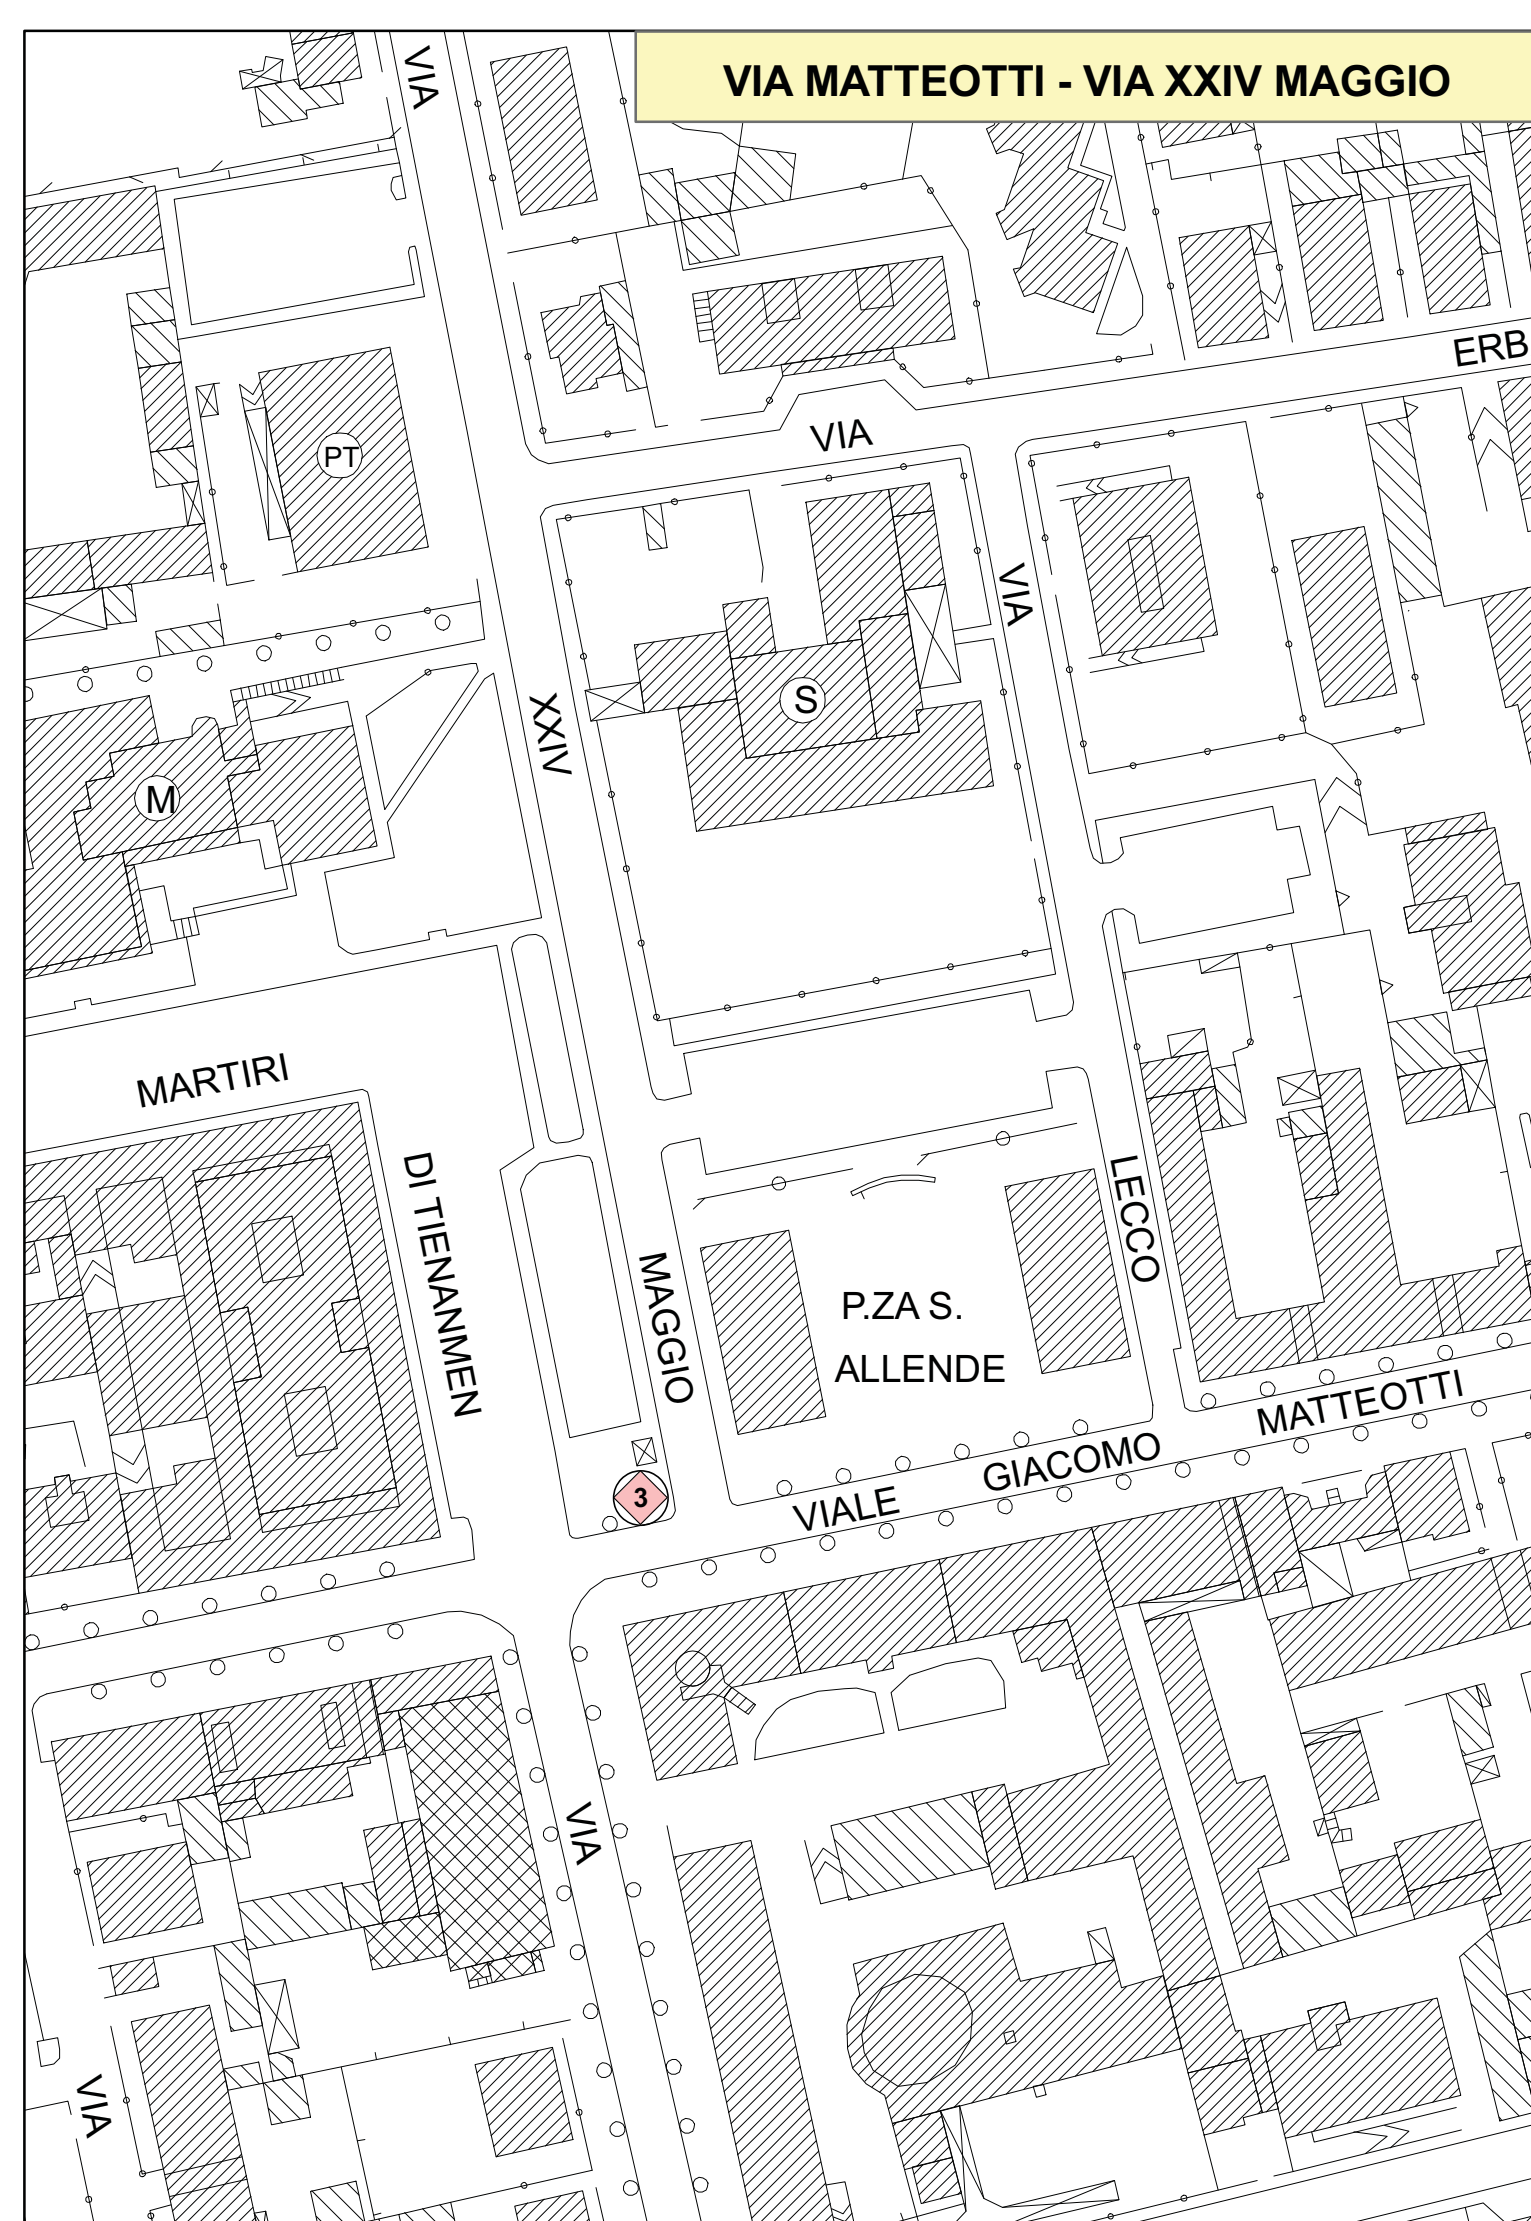 VIA
VIA MATTEOTTI - VIA XXIV MAGGIO
ERB
VIA
PT
VIA
XXIV
S
M
MARTIRI
DI TIENANMEN
LECCO
MAGGIO
P.ZA S.
ALLENDE
MATTEOTTI
GIACOMO
VIALE
3
VIA
VIA